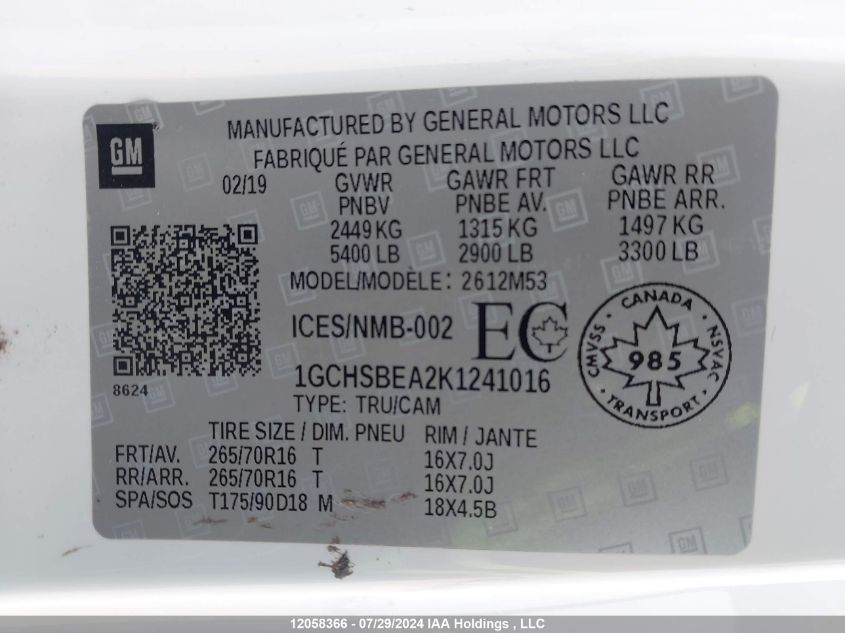 GM
MANUFACTURED BY GENERAL MOTORS LLC
FABRIQUÉ PAR GENERAL MOTORS LLC
02/19 GVWR GAWR FRT GAWR RR
PNBV PNBE AV. PNBE ARR.
2449 KG 1315 KG 1497 KG
5400 LB 2900 LB 3300 LB
MODEL/MODÈLE: 2612M53
ICES/NMB-002 EC
CANADA
CMVSS 985 NSVAC
TRANSPORT
8624
1GCHSBEA2K1241016
TYPE: TRU/CAM
TIRE SIZE / DIM. PNEU RIM / JANTE
FRT/AV. 265/70R16 T 16X7.0J
RR/ARR. 265/70R16 T 16X7.0J
SPA/SOS T175/90D18 M 18X4.5B
12058366 - 07/29/2024 IAA Holdings , LLC